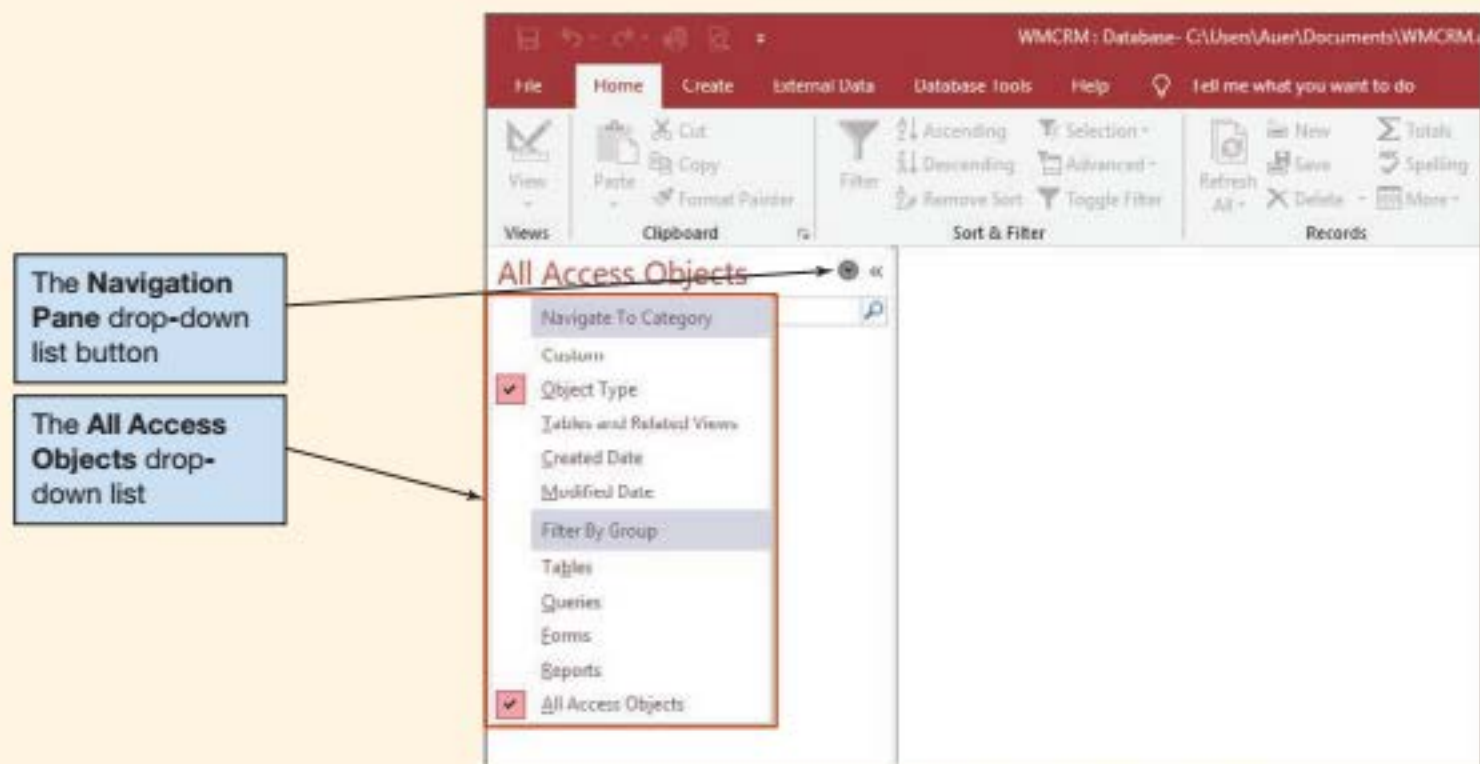 WMCRM : Database- C:\Users\Auer\Documents\WMCRM.
File Home Create External Data Database Tools Help Tell me what you want to do
View
Views
Paste
Cut
Copy
Format Painter
Clipboard
Filter
Ascending
Descending
Remove Sort
Selection
Advanced
Toggle Filter
Sort & Filter
Refresh
All
New
Save
Delete
Totals
Spelling
More
Records
The Navigation
Pane drop-down
list button
The All Access
Objects drop-
down list
All Access Objects
Navigate To Category
Custom
Object Type
Tables and Related Views
Created Date
Modified Date
Filter By Group
Tables
Queries
Forms
Reports
All Access Objects